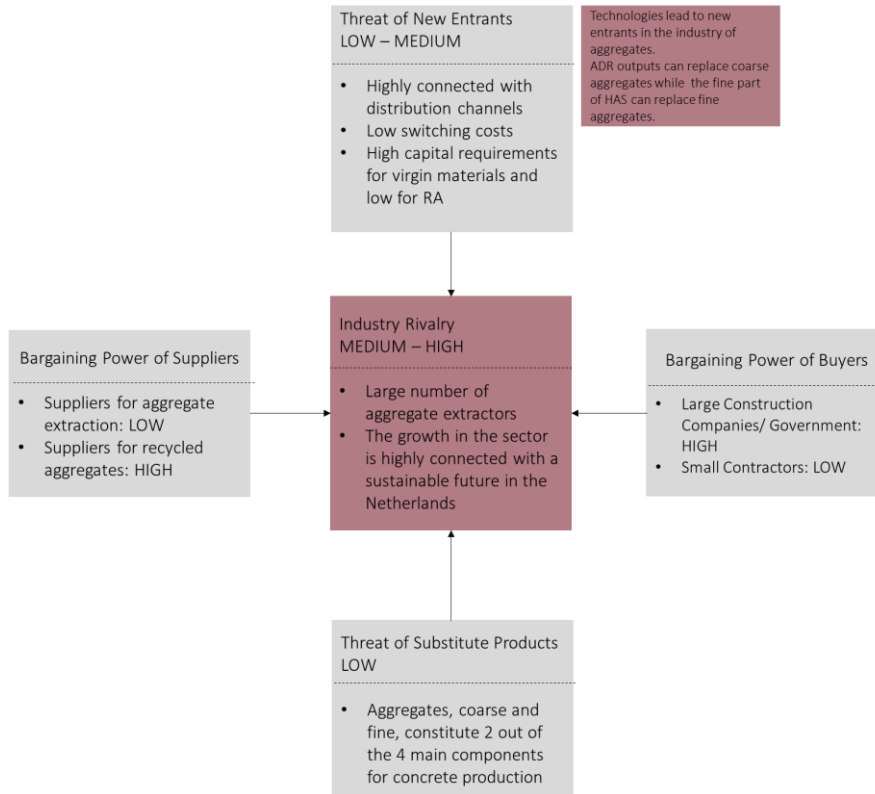 Threat of New Entrants
LOW – MEDIUM
• Highly connected with
distribution channels
• Low switching costs
• High capital requirements
for virgin materials and
low for RA
Technologies lead to new
entrants in the industry of
aggregates.
ADR outputs can replace coarse
aggregates while the fine part
of HAS can replace fine
aggregates.
Bargaining Power of Suppliers
• Suppliers for aggregate
extraction: LOW
• Suppliers for recycled
aggregates: HIGH
Industry Rivalry
MEDIUM – HIGH
• Large number of
aggregate extractors
• The growth in the sector
is highly connected with a
sustainable future in the
Netherlands
Bargaining Power of Buyers
• Large Construction
Companies/ Government:
HIGH
• Small Contractors: LOW
Threat of Substitute Products
LOW
• Aggregates, coarse and
fine, constitute 2 out of
the 4 main components
for concrete production